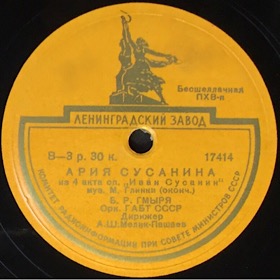 Бесшеллачная
ПХВ-я
ЛЕНИНГРАДСКИЙ ЗАВОД
В—3 р. 30 к.
17414
АРИЯ СУСАНИНА
из 4 акта оп. „Иван Сусанин"
муз. М. Глинки (оконч.)
Б. Р. ГМЫРЯ
Орк. ГАБТ СССР
Дирижер
А.Ш.Мелик-Пашаев
КОМИТЕТ РАДИОИНФОРМАЦИИ ПРИ СОВЕТЕ МИНИСТРОВ СССР